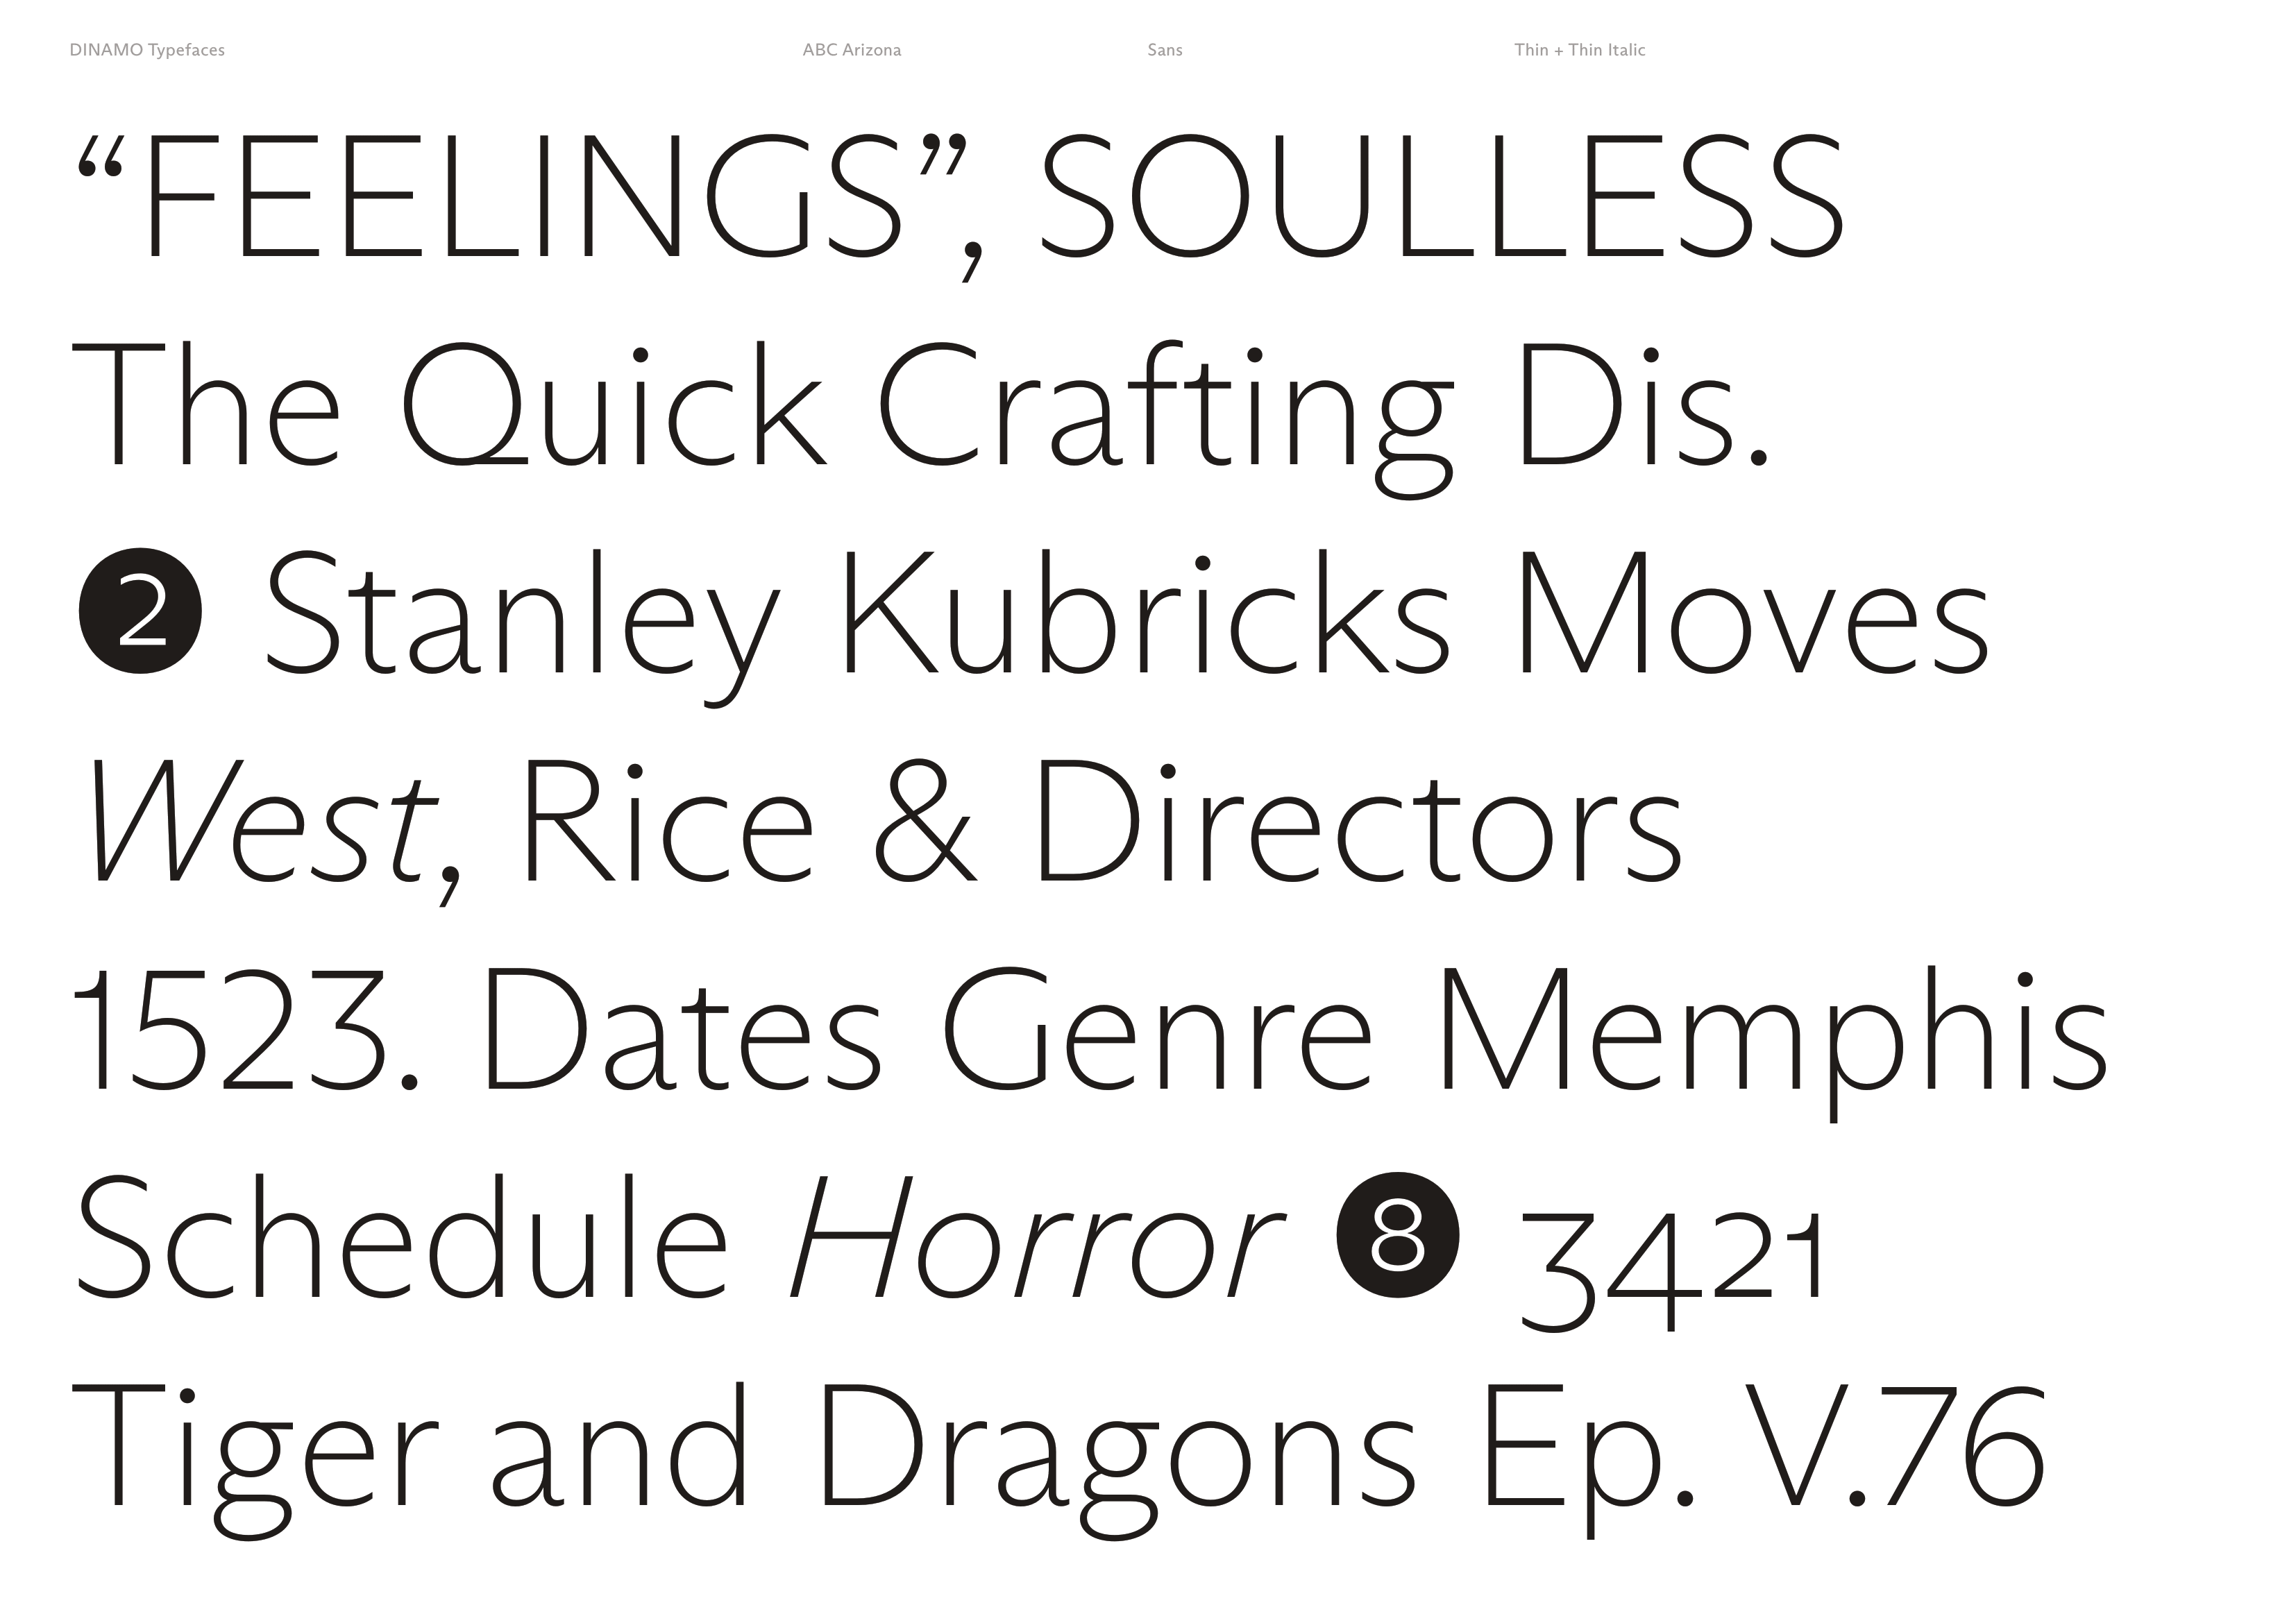 DINAMO Typefaces ABC Arizona Sans Thin + Thin Italic
“FEELINGS”, SOULLESS
The Quick Crafting Dis.
❷ Stanley Kubricks Moves
West, Rice & Directors
1523. Dates Genre Memphis
Schedule Horror ❽ 3421
Tiger and Dragons Ep. V.76